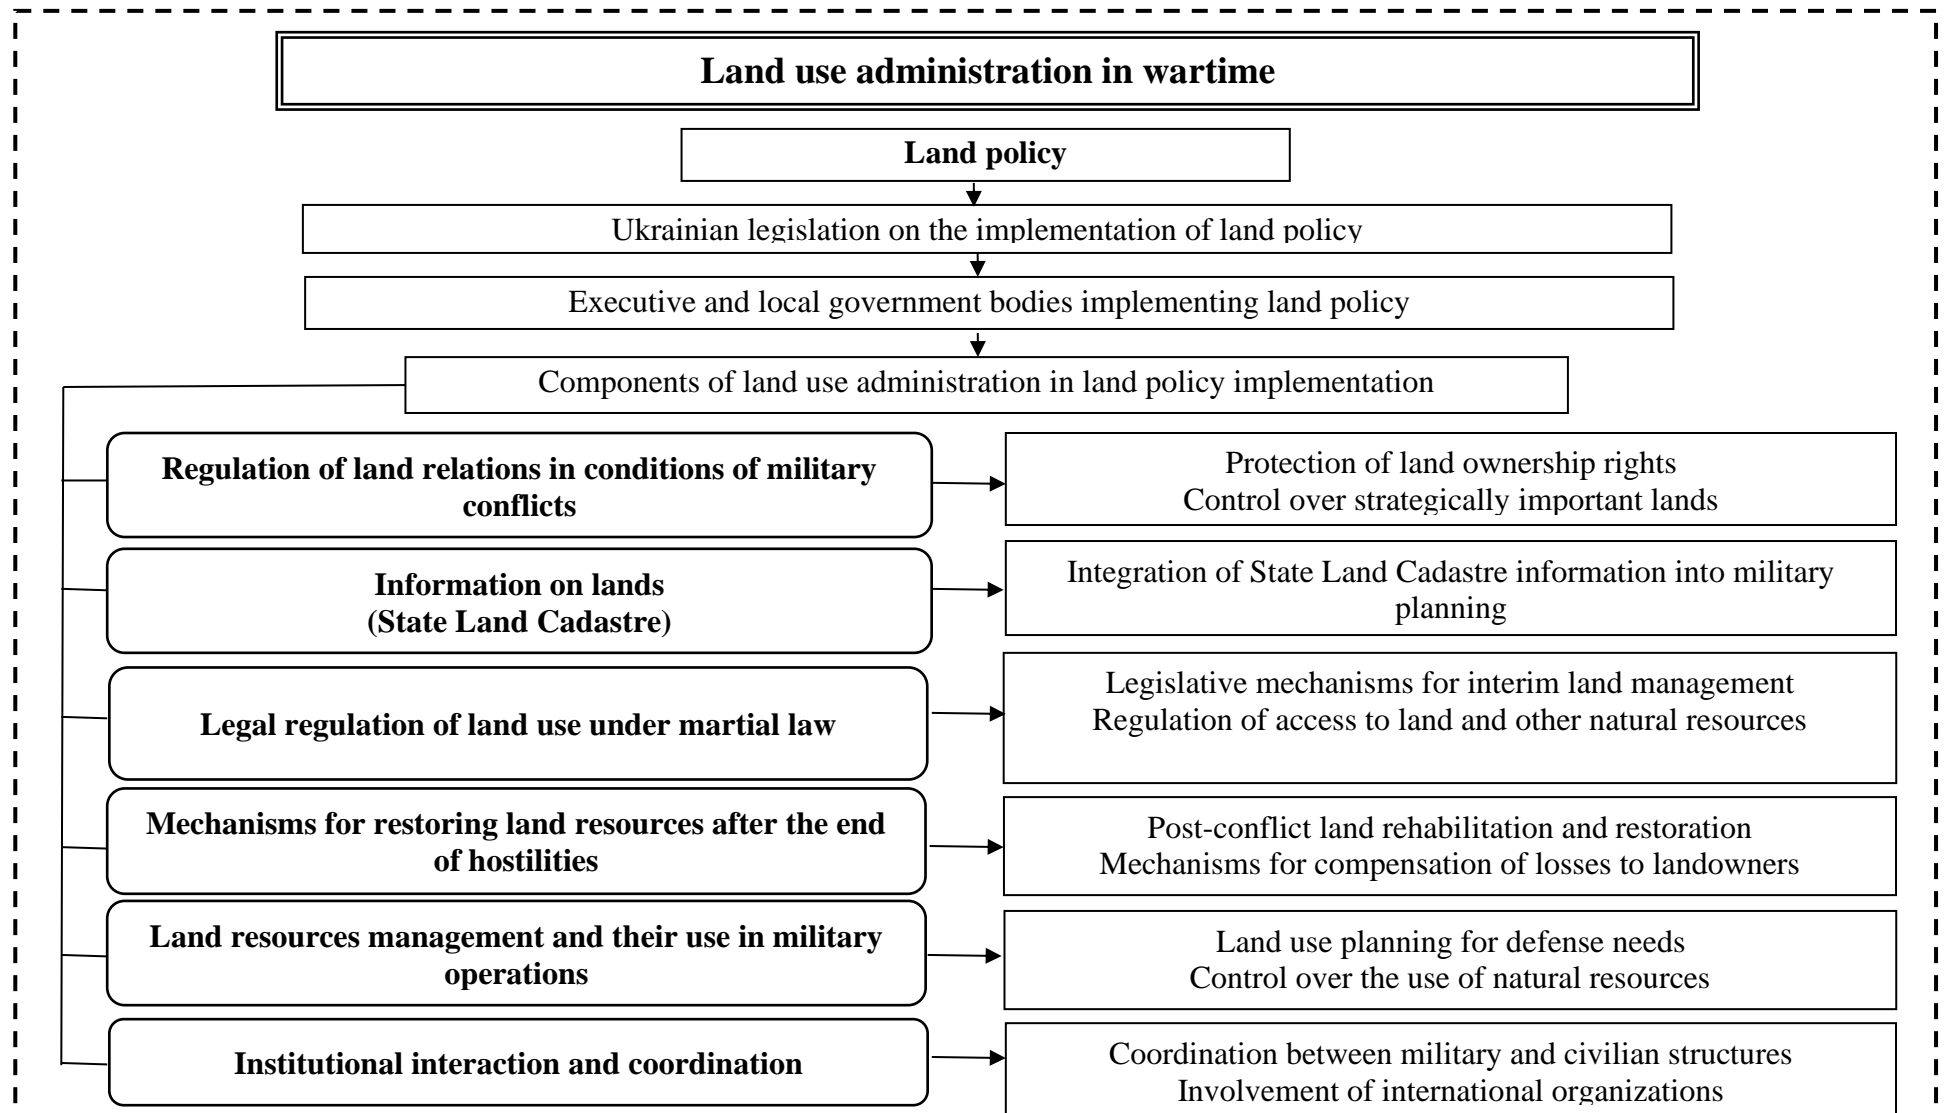 Land use administration in wartime
Land policy
Ukrainian legislation on the implementation of land policy
Executive and local government bodies implementing land policy
Components of land use administration in land policy implementation
Regulation of land relations in conditions of military
conflicts
Protection of land ownership rights
Control over strategically important lands
Information on lands
(State Land Cadastre)
Integration of State Land Cadastre information into military
planning
Legal regulation of land use under martial law
Legislative mechanisms for interim land management
Regulation of access to land and other natural resources
Mechanisms for restoring land resources after the end
of hostilities
Post-conflict land rehabilitation and restoration
Mechanisms for compensation of losses to landowners
Land resources management and their use in military
operations
Land use planning for defense needs
Control over the use of natural resources
Institutional interaction and coordination
Coordination between military and civilian structures
Involvement of international organizations